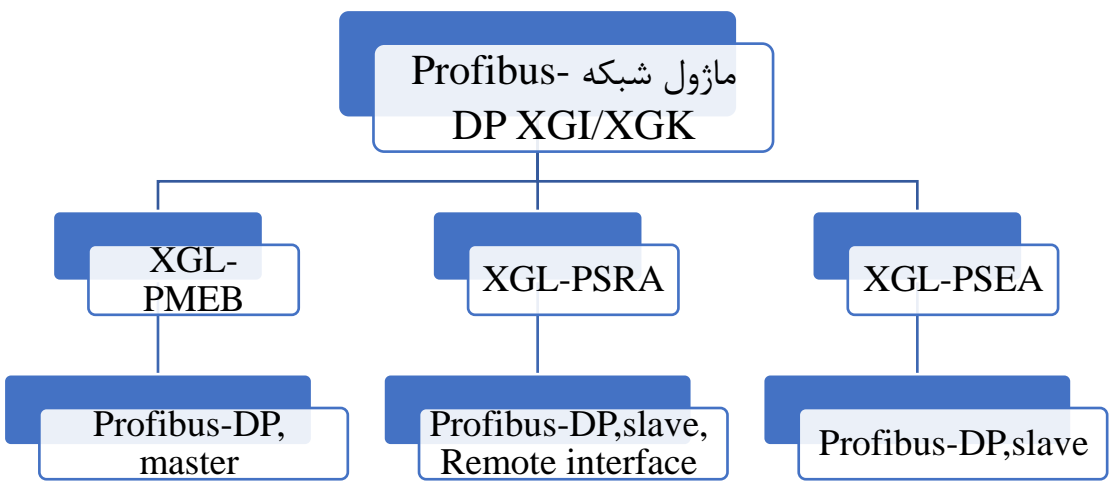 ماژول شبکه Profibus-
DP XGI/XGK
XGL-
PMEB
XGL-PSRA
XGL-PSEA
Profibus-DP,
master
Profibus-DP,slave,
Remote interface
Profibus-DP,slave